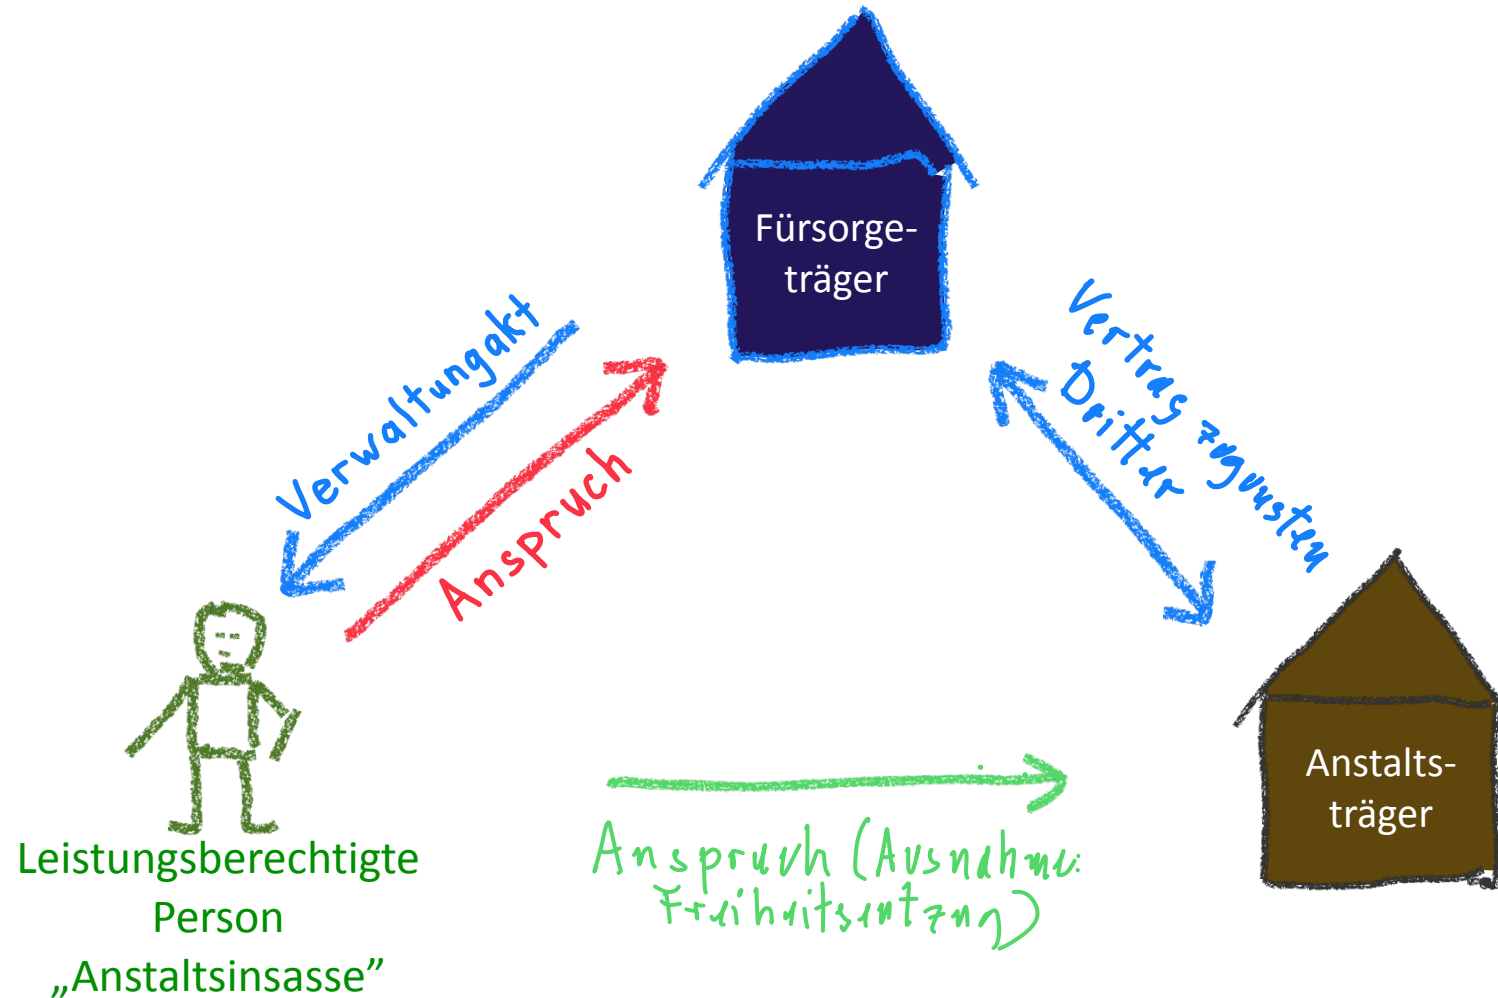 Fürsorge-
träger
Verwaltungakt
Anspruch
Vertrag zugunsten
Dritter
Anstalts-
träger
Anspruch (Ausnahme:
Freiheitsentzug)
Leistungsberechtigte
Person
„Anstaltsinsasse”